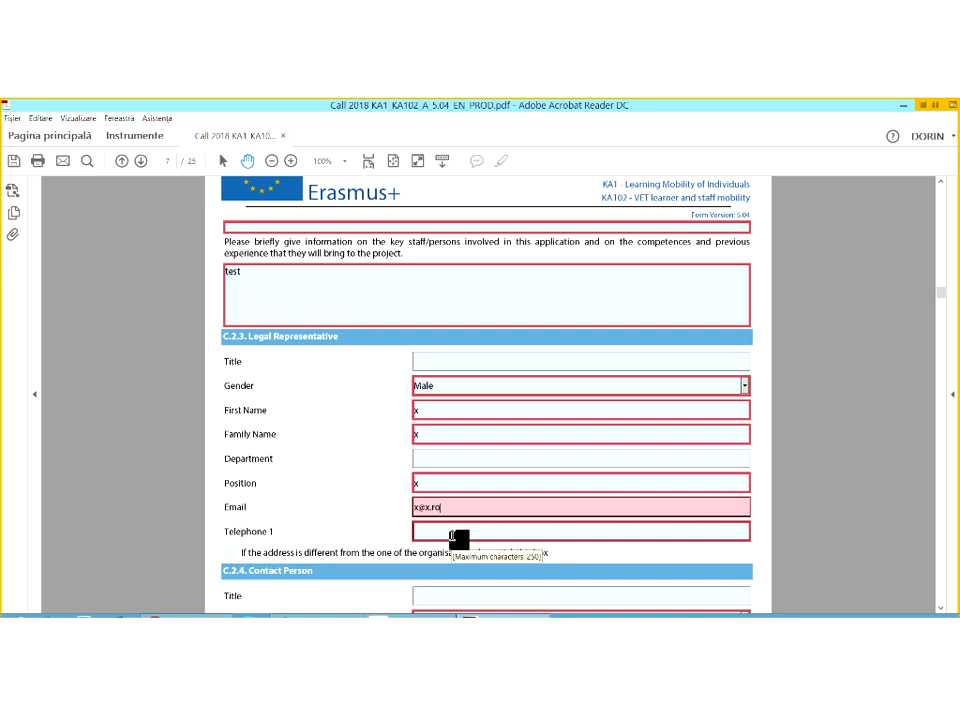 Call 2018 KA1_KA102_A_5.04_EN_PROD.pdf - Adobe Acrobat Reader DC
Fișier Editare Vizualizare Fereastră Asistență
Pagina principală Instrumente Call 2018 KA1_KA10... × DORIN
7 / 25 100%
Erasmus+
KA1 - Learning Mobility of Individuals
KA102 - VET learner and staff mobility
Form Version: 5.04
Please briefly give information on the key staff/persons involved in this application and on the competences and previous
experience that they will bring to the project.
test
C.2.3. Legal Representative
Title
Gender Male
First Name x
Family Name x
Department
Position x
Email x@x.ro
Telephone 1
If the address is different from the one of the organis
[Maximum characters: 250]
C.2.4. Contact Person
Title